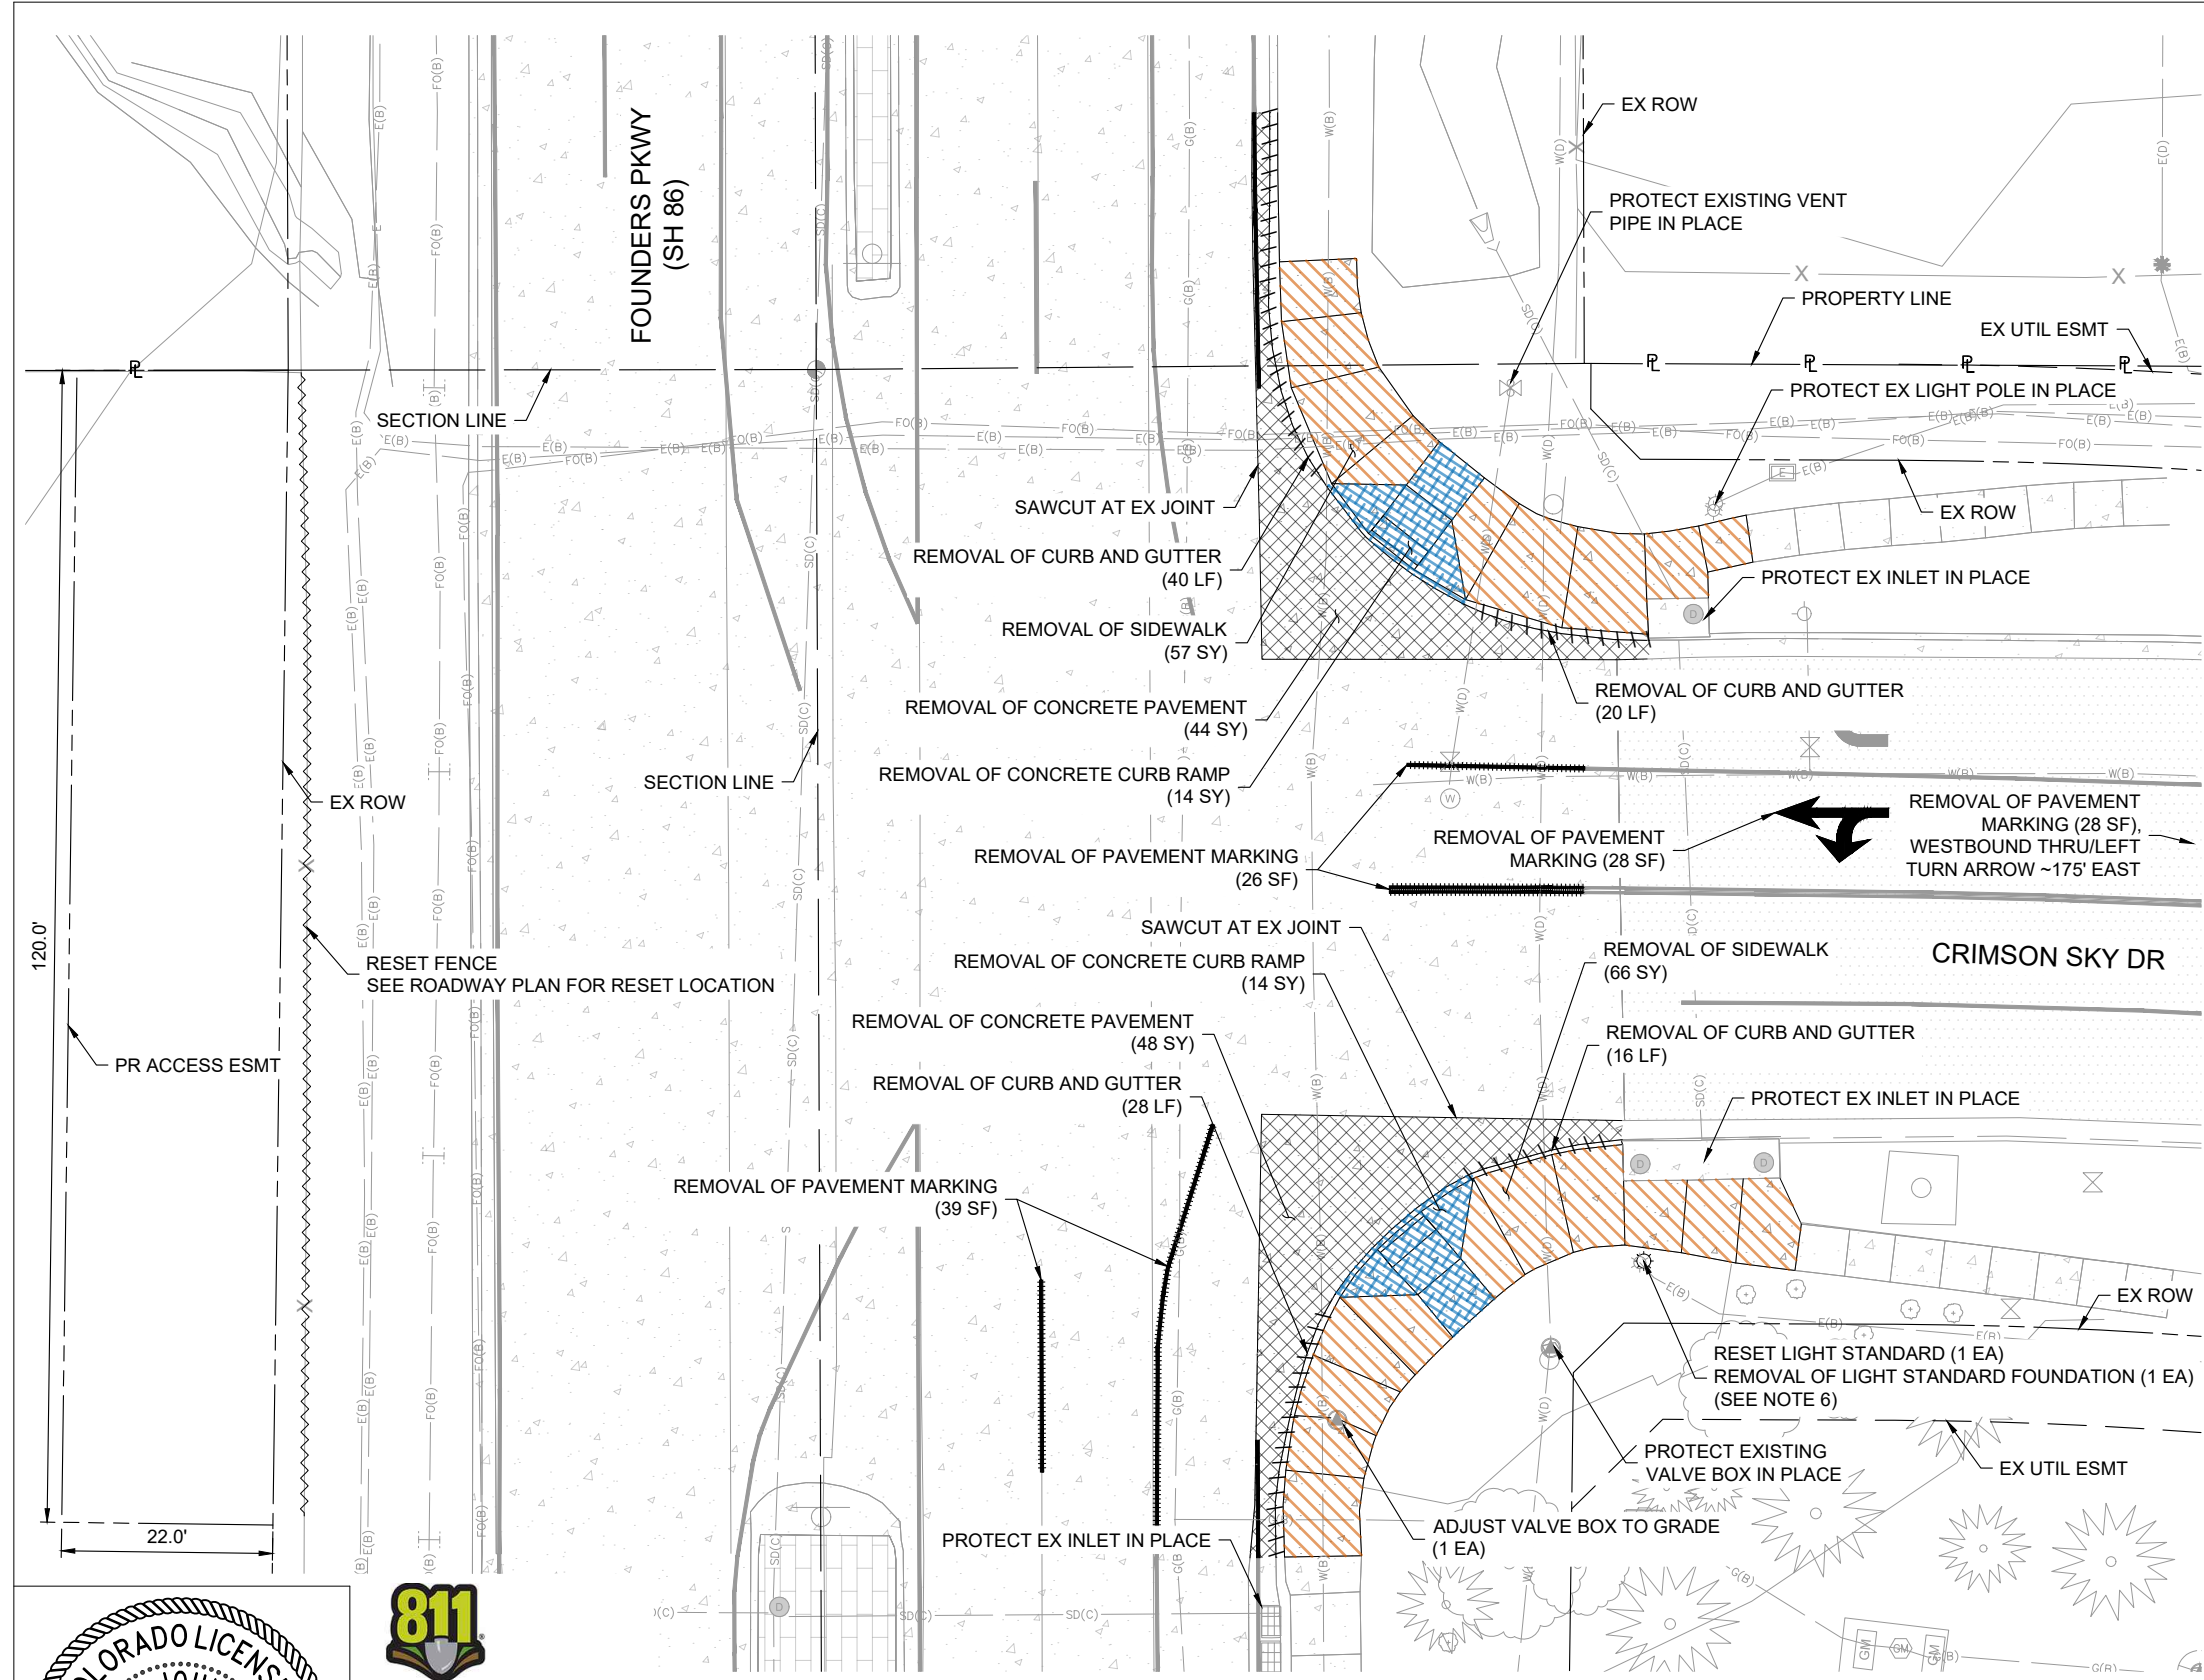 FOUNDERS PKWY
(SH 86)
EX ROW
PROTECT EXISTING VENT
PIPE IN PLACE
PROPERTY LINE
EX UTIL ESMT
PROTECT EX LIGHT POLE IN PLACE
SECTION LINE
SAWCUT AT EX JOINT
EX ROW
REMOVAL OF CURB AND GUTTER
(40 LF)
PROTECT EX INLET IN PLACE
REMOVAL OF SIDEWALK
(57 SY)
REMOVAL OF CONCRETE PAVEMENT
(44 SY)
REMOVAL OF CURB AND GUTTER
(20 LF)
REMOVAL OF CONCRETE CURB RAMP
(14 SY)
SECTION LINE
EX ROW
REMOVAL OF PAVEMENT MARKING
(26 SF)
REMOVAL OF PAVEMENT
MARKING (28 SF)
REMOVAL OF PAVEMENT
MARKING (28 SF),
WESTBOUND THRU/LEFT
TURN ARROW ~175' EAST
120.0'
SAWCUT AT EX JOINT
REMOVAL OF CONCRETE CURB RAMP
(14 SY)
REMOVAL OF SIDEWALK
(66 SY)
CRIMSON SKY DR
RESET FENCE
SEE ROADWAY PLAN FOR RESET LOCATION
REMOVAL OF CONCRETE PAVEMENT
(48 SY)
REMOVAL OF CURB AND GUTTER
(16 LF)
PR ACCESS ESMT
REMOVAL OF CURB AND GUTTER
(28 LF)
PROTECT EX INLET IN PLACE
REMOVAL OF PAVEMENT MARKING
(39 SF)
EX ROW
RESET LIGHT STANDARD (1 EA)
REMOVAL OF LIGHT STANDARD FOUNDATION (1 EA)
(SEE NOTE 6)
PROTECT EXISTING
VALVE BOX IN PLACE
EX UTIL ESMT
ADJUST VALVE BOX TO GRADE
(1 EA)
PROTECT EX INLET IN PLACE
22.0'
811